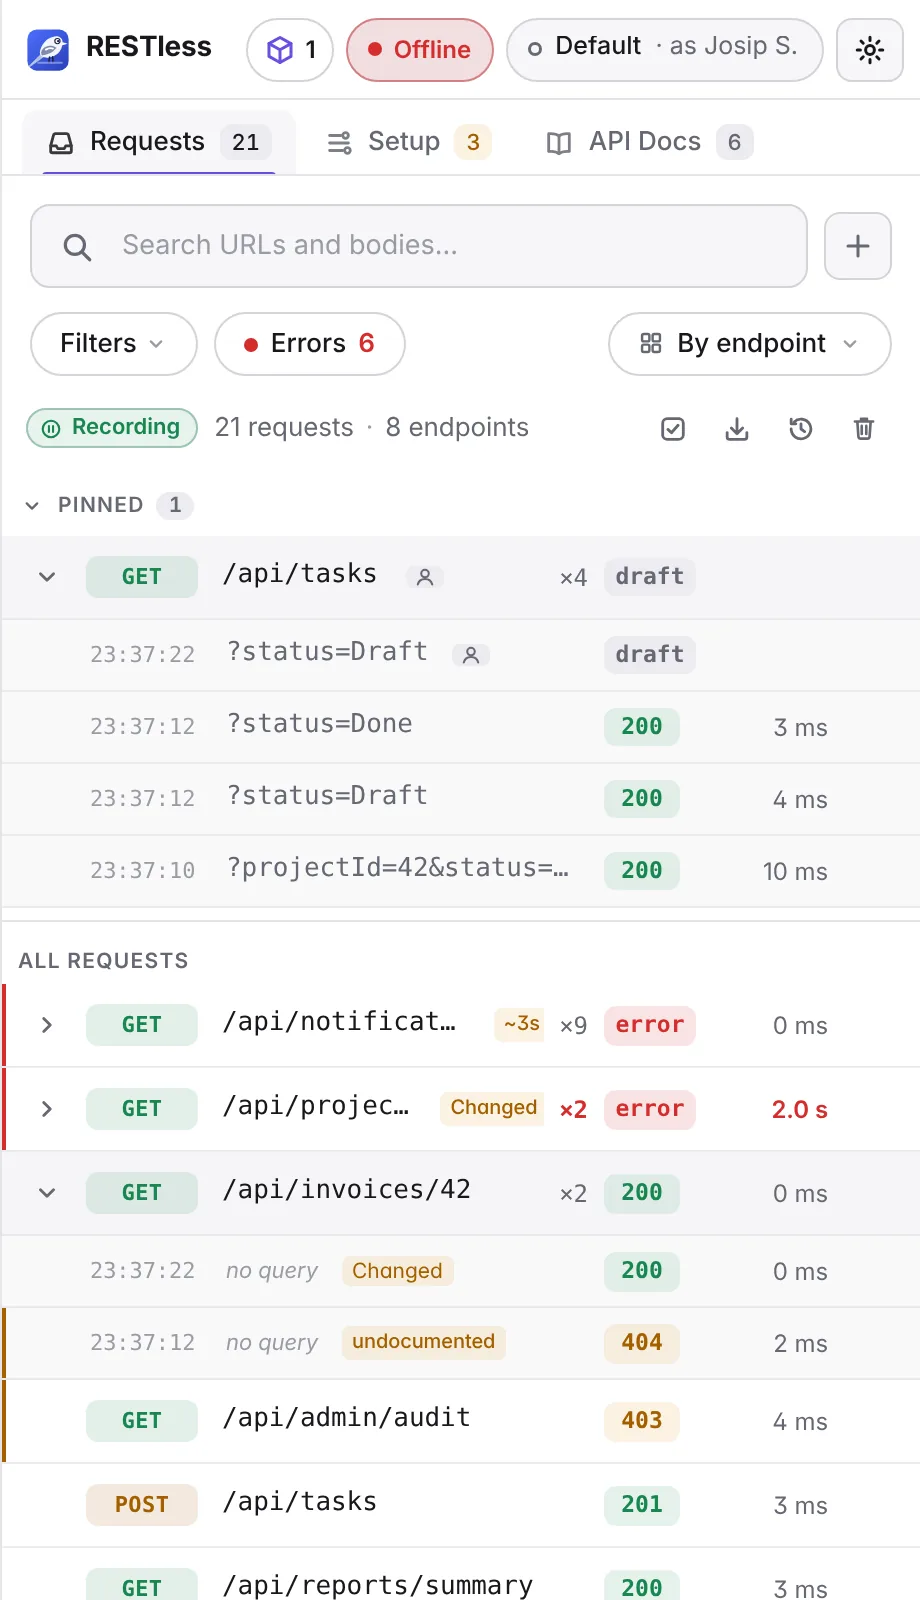 RESTless 1 Offline Default · as Josip S.
Requests 21 Setup 3 API Docs 6
Search URLs and bodies...
Filters Errors 6 By endpoint
Recording 21 requests · 8 endpoints
PINNED 1
GET /api/tasks ×4 draft
23:37:22 ?status=Draft draft
23:37:12 ?status=Done 200 3 ms
23:37:12 ?status=Draft 200 4 ms
23:37:10 ?projectId=42&status=… 200 10 ms
ALL REQUESTS
GET /api/notificat… ~3s ×9 error 0 ms
GET /api/projec… Changed ×2 error 2.0 s
GET /api/invoices/42 ×2 200 0 ms
23:37:22 no query Changed 200 0 ms
23:37:12 no query undocumented 404 2 ms
GET /api/admin/audit 403 4 ms
POST /api/tasks 201 3 ms
GET /api/reports/summary 200 3 ms